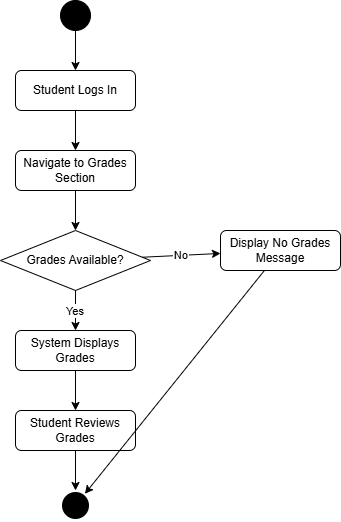 Student Logs In
Navigate to Grades
Section
Grades Available?
No
Display No Grades
Message
Yes
System Displays
Grades
Student Reviews
Grades